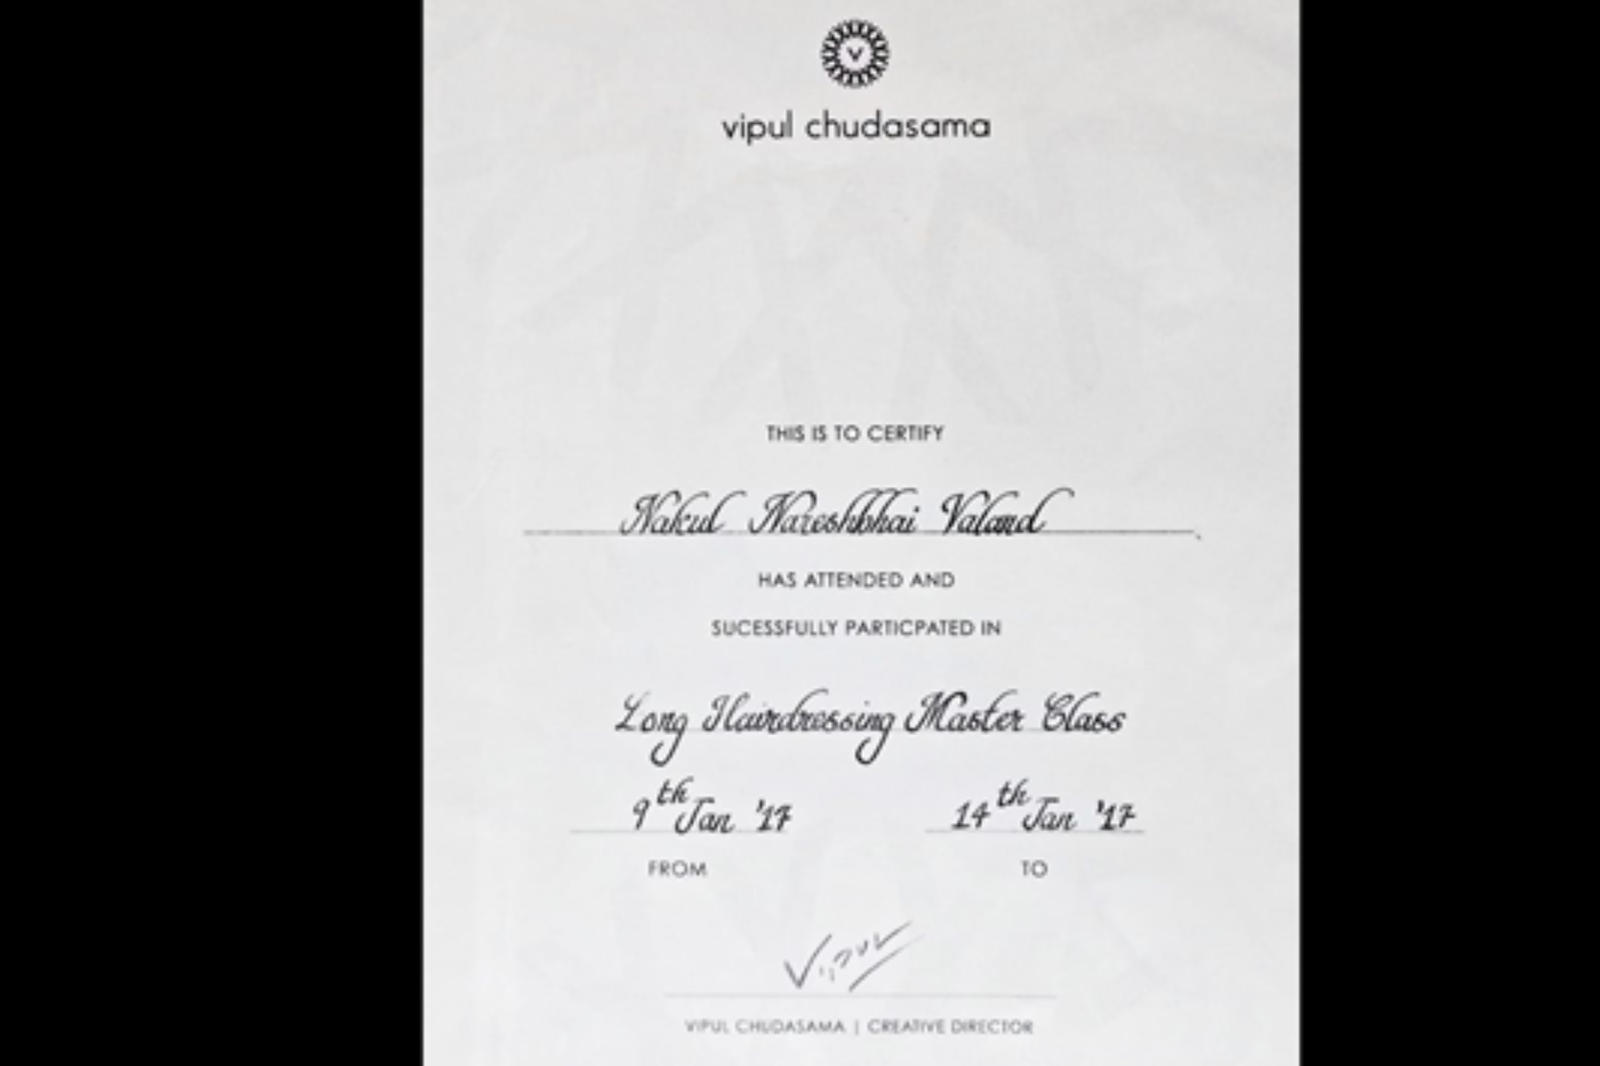 vipul chudasama
THIS IS TO CERTIFY
Nakul Nareshbhai Valand
HAS ATTENDED AND
SUCESSFULLY PARTICPATED IN
Long Hairdressing Master Class
9th Jan '17 14th Jan '17
FROM TO
Vipul
VIPUL CHUDASAMA | CREATIVE DIRECTOR